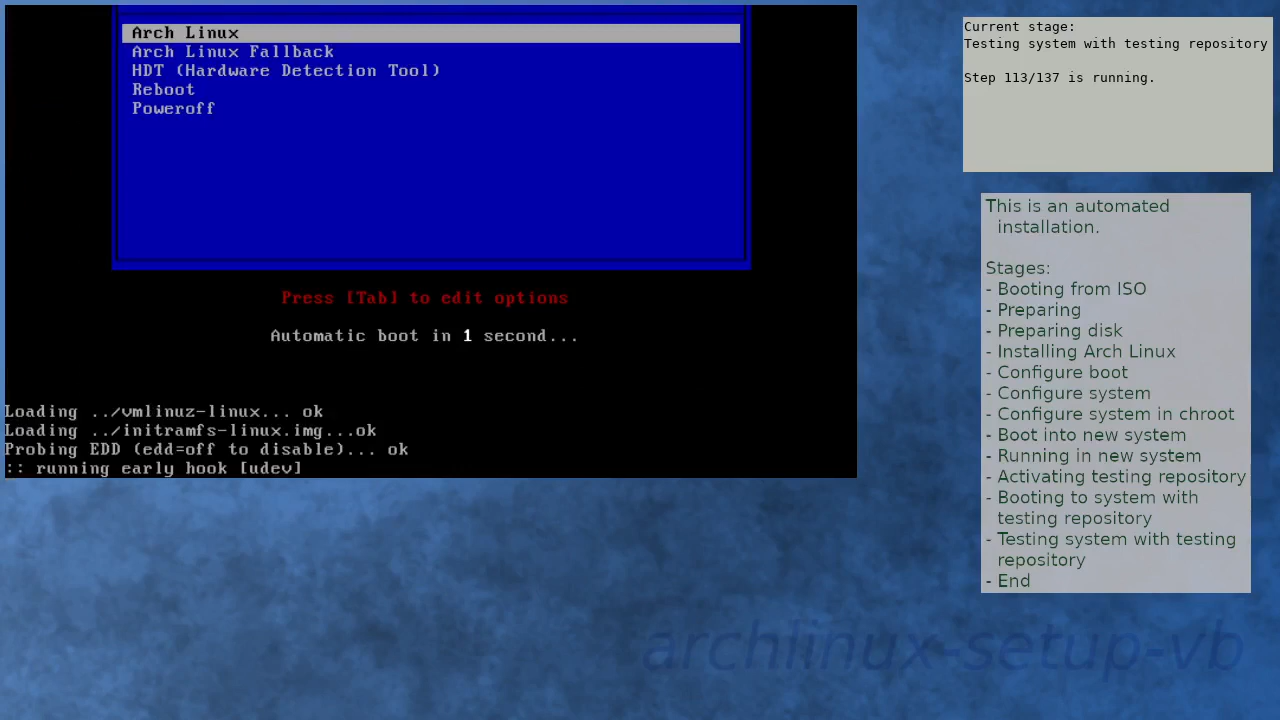 Arch Linux
Arch Linux Fallback
HDT (Hardware Detection Tool)
Reboot
Poweroff
Press [Tab] to edit options
Automatic boot in 1 second...
Loading ../vmlinuz-linux... ok
Loading ../initramfs-linux.img...ok
Probing EDD (edd=off to disable)... ok
:: running early hook [udev]
Current stage:
Testing system with testing repository
Step 113/137 is running.
This is an automated
installation.
Stages:
- Booting from ISO
- Preparing
- Preparing disk
- Installing Arch Linux
- Configure boot
- Configure system
- Configure system in chroot
- Boot into new system
- Running in new system
- Activating testing repository
- Booting to system with
testing repository
- Testing system with testing
repository
- End
archlinux-setup-vb